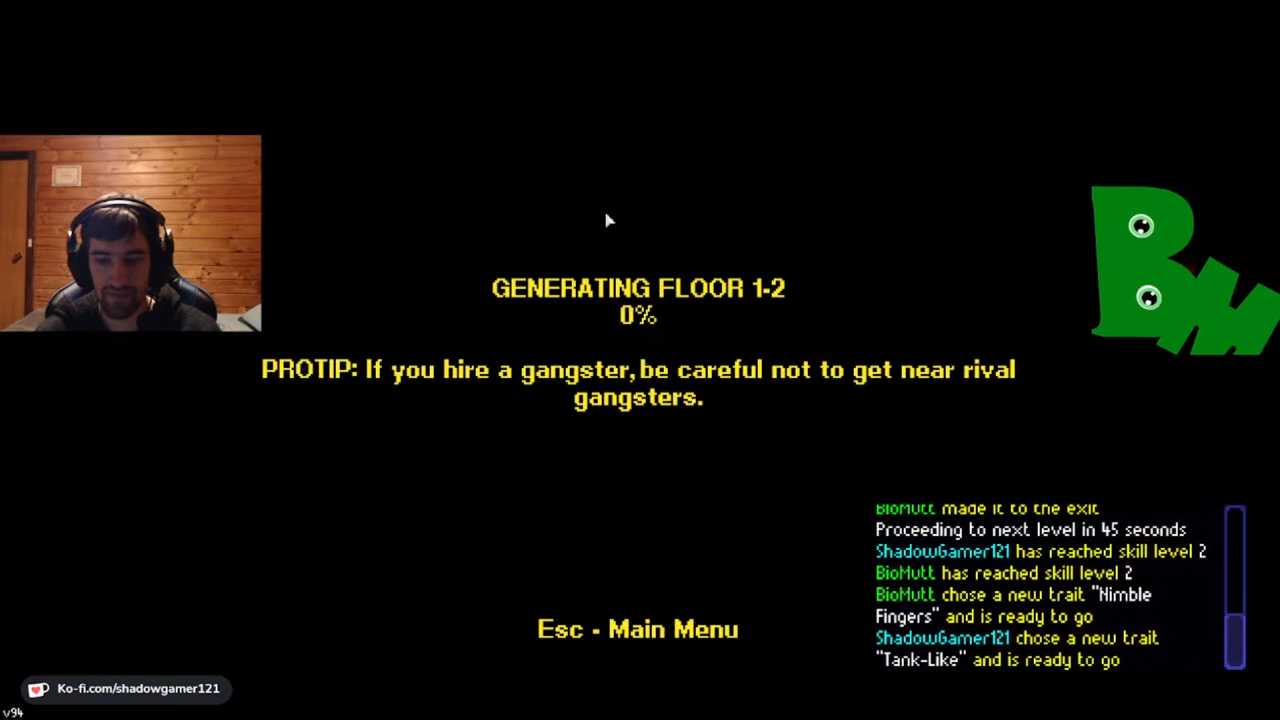 GENERATING FLOOR 1-2
0%
PROTIP: If you hire a gangster, be careful not to get near rival
gangsters.
BM
BioMutt made it to the exit
Proceeding to next level in 45 seconds
ShadowGamer121 has reached skill level 2
BioMutt has reached skill level 2
BioMutt chose a new trait "Nimble
Fingers" and is ready to go
ShadowGamer121 chose a new trait
"Tank-Like" and is ready to go
Esc - Main Menu
Ko-fi.com/shadowgamer121
v94